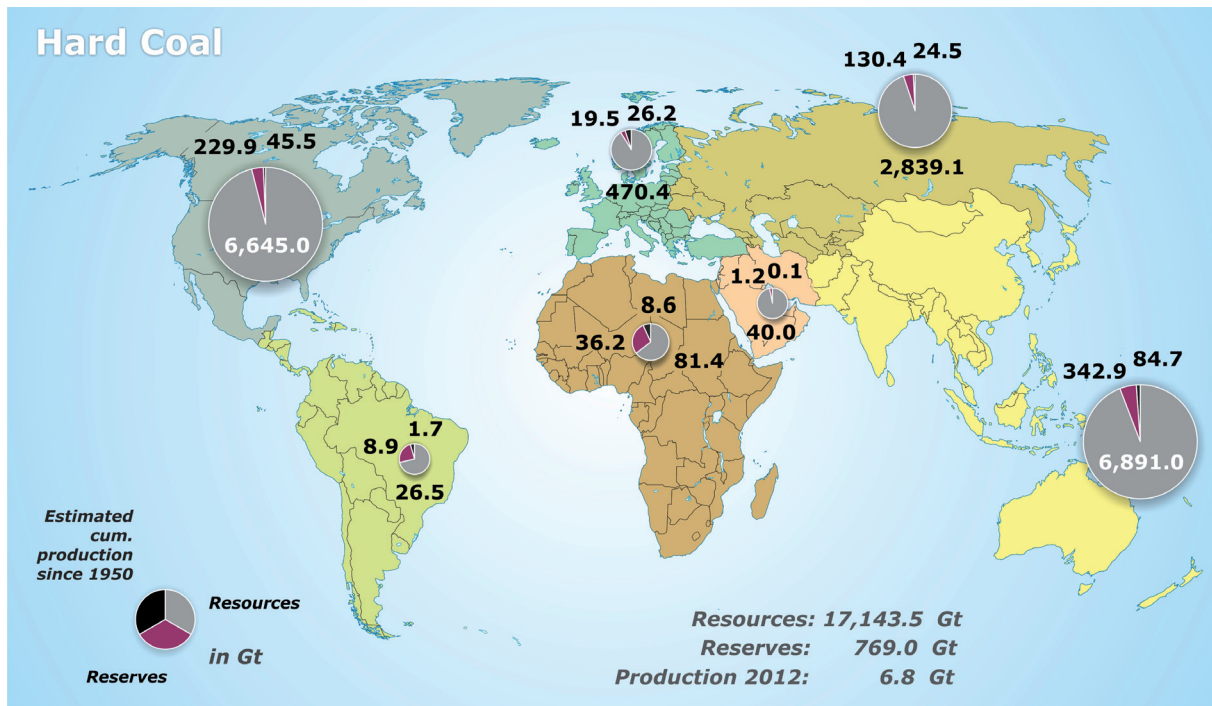 Hard Coal
130.4 24.5
2,839.1
19.5 26.2
470.4
229.9 45.5
6,645.0
1.2 0.1
40.0
8.6
36.2
81.4
342.9 84.7
6,891.0
1.7
8.9
26.5
Estimated
cum.
production
since 1950
Resources
in Gt
Reserves
Resources: 17,143.5 Gt
Reserves: 769.0 Gt
Production 2012: 6.8 Gt